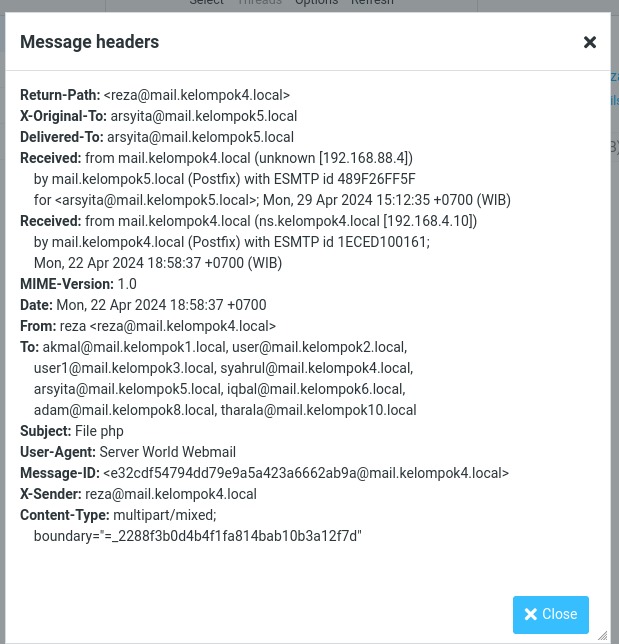 Select Threads Options Refresh
Message headers
Return-Path: <reza@mail.kelompok4.local>
X-Original-To: arsyita@mail.kelompok5.local
Delivered-To: arsyita@mail.kelompok5.local
Received: from mail.kelompok4.local (unknown [192.168.88.4])
by mail.kelompok5.local (Postfix) with ESMTP id 489F26FF5F
for <arsyita@mail.kelompok5.local>; Mon, 29 Apr 2024 15:12:35 +0700 (WIB)
Received: from mail.kelompok4.local (ns.kelompok4.local [192.168.4.10])
by mail.kelompok4.local (Postfix) with ESMTP id 1ECED100161;
Mon, 22 Apr 2024 18:58:37 +0700 (WIB)
MIME-Version: 1.0
Date: Mon, 22 Apr 2024 18:58:37 +0700
From: reza <reza@mail.kelompok4.local>
To: akmal@mail.kelompok1.local, user@mail.kelompok2.local,
user1@mail.kelompok3.local, syahrul@mail.kelompok4.local,
arsyita@mail.kelompok5.local, iqbal@mail.kelompok6.local,
adam@mail.kelompok8.local, tharala@mail.kelompok10.local
Subject: File php
User-Agent: Server World Webmail
Message-ID: <e32cdf54794dd79e9a5a423a6662ab9a@mail.kelompok4.local>
X-Sender: reza@mail.kelompok4.local
Content-Type: multipart/mixed;
boundary="=_2288f3b0d4b4f1fa814bab10b3a12f7d"
Close